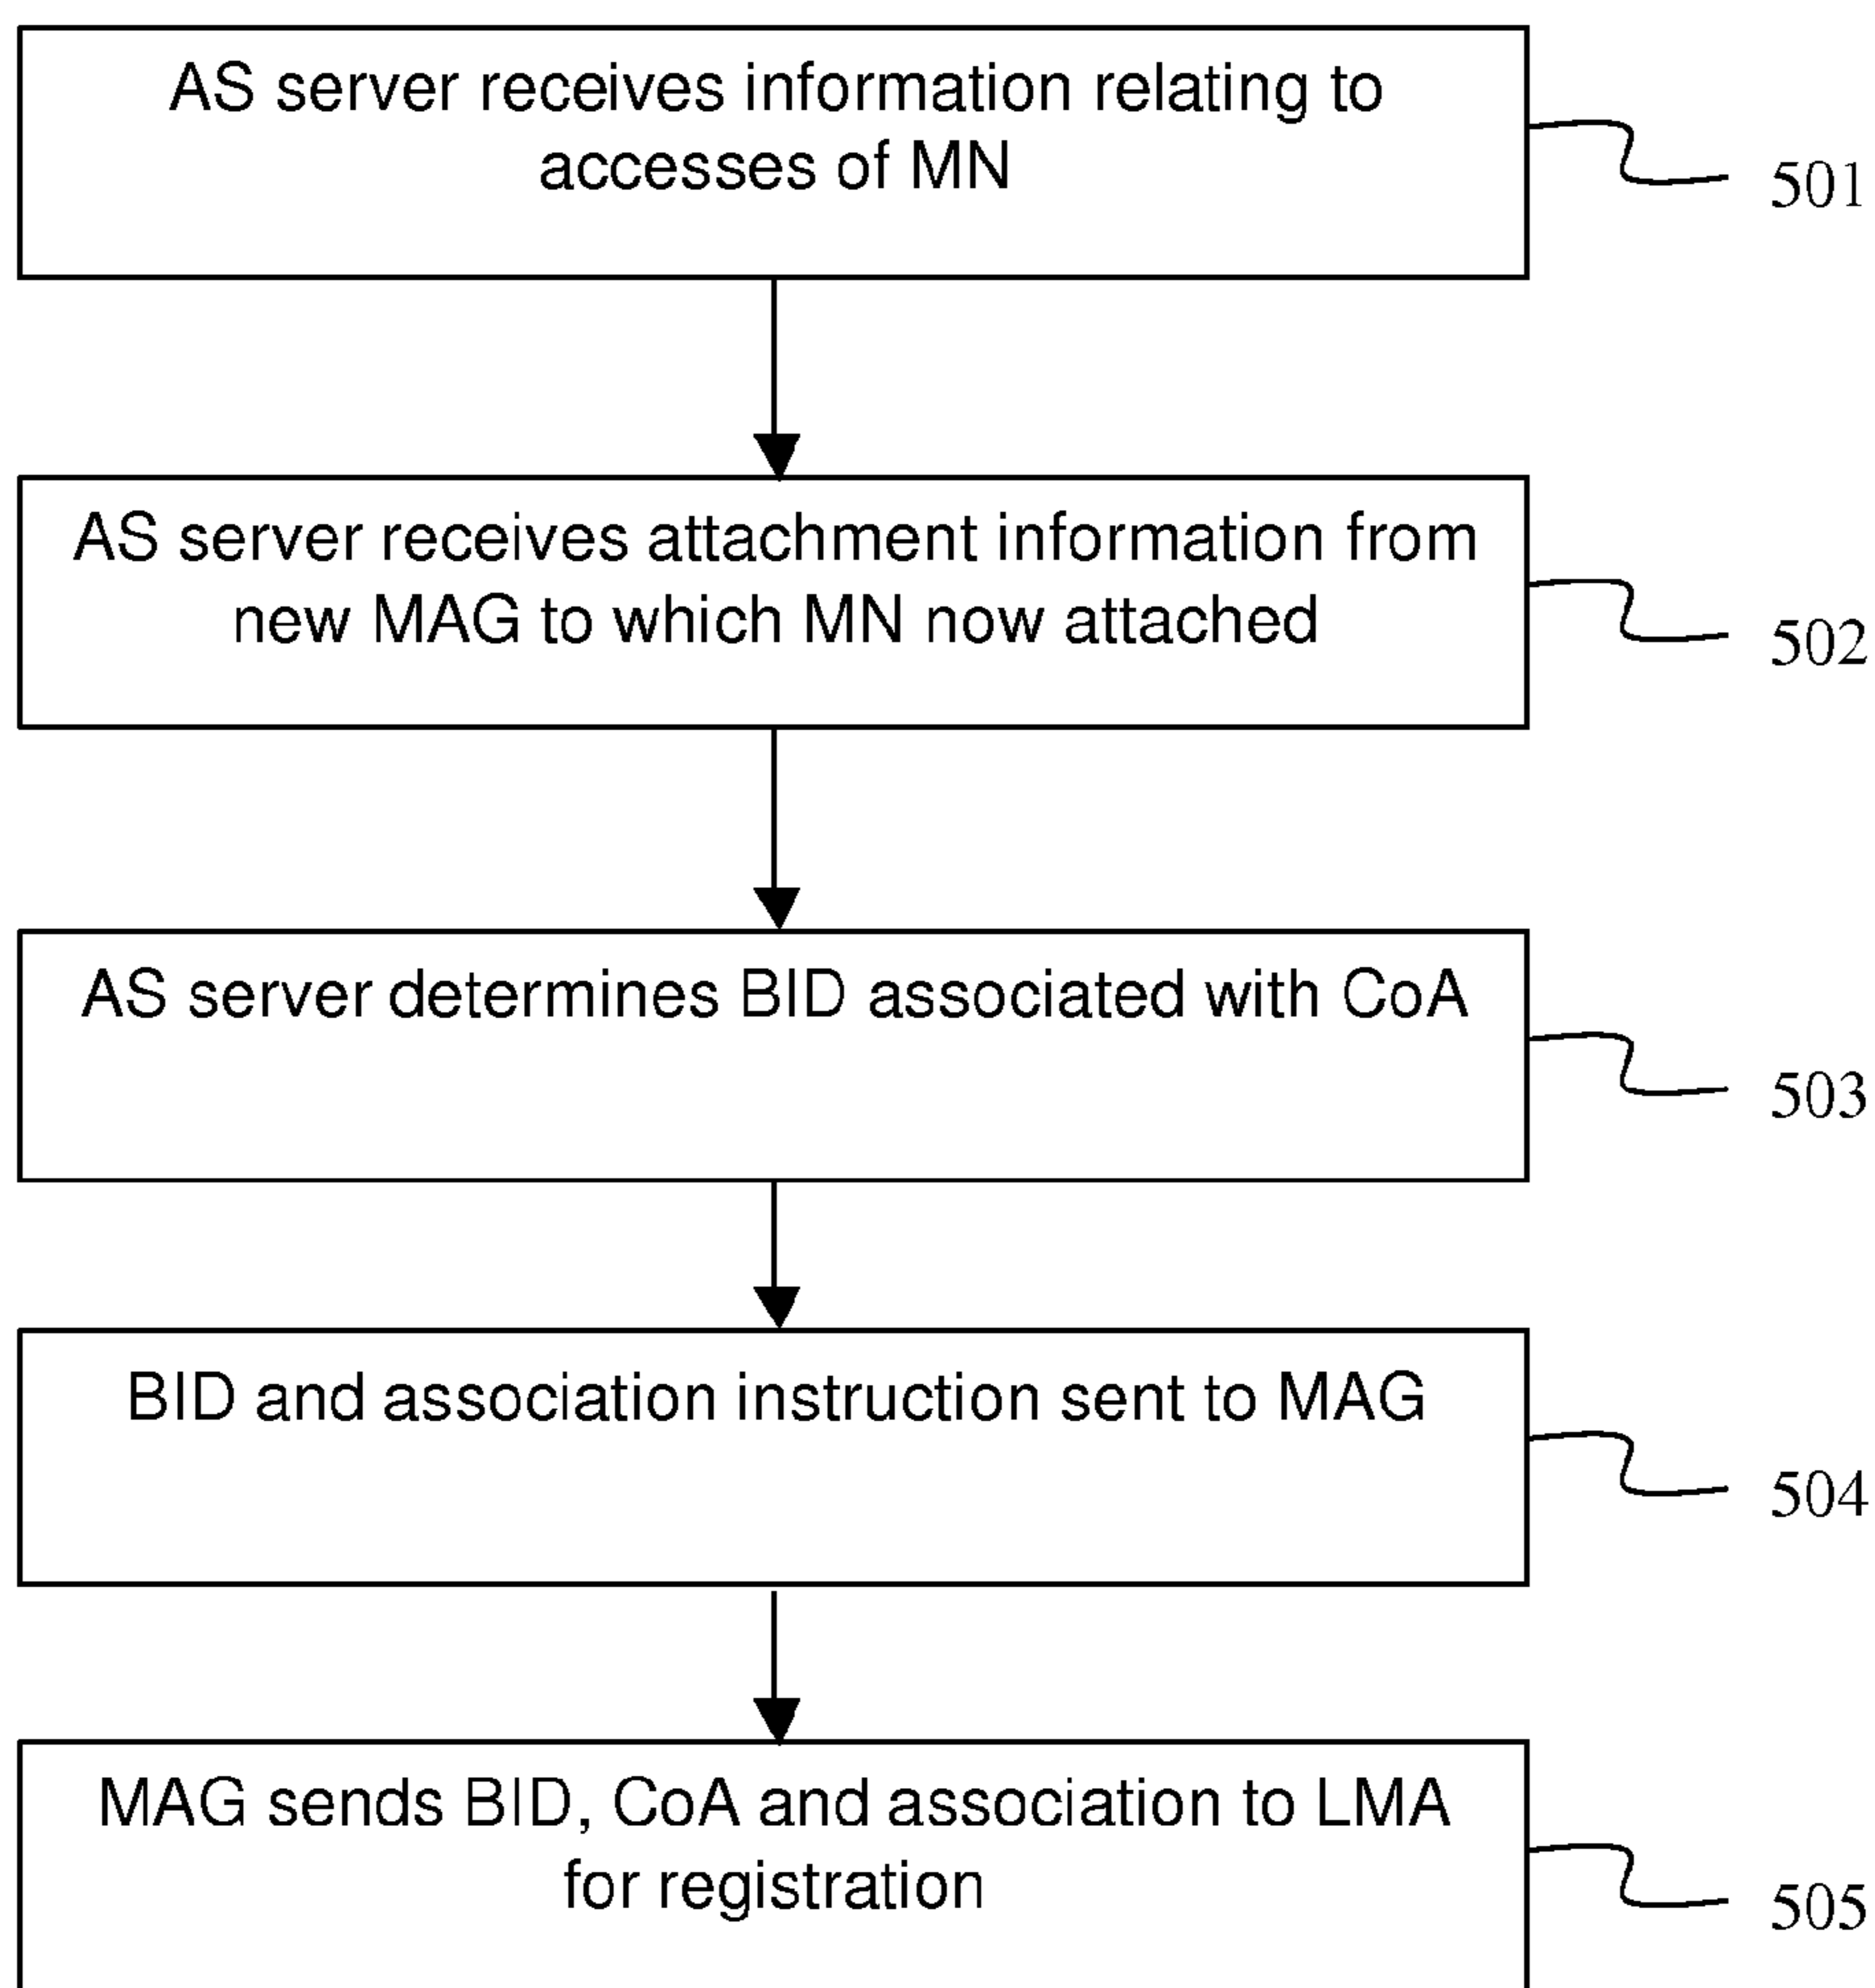 AS server receives information relating to
accesses of MN
501
AS server receives attachment information from
new MAG to which MN now attached
502
AS server determines BID associated with CoA
503
BID and association instruction sent to MAG
504
MAG sends BID, CoA and association to LMA
for registration
505